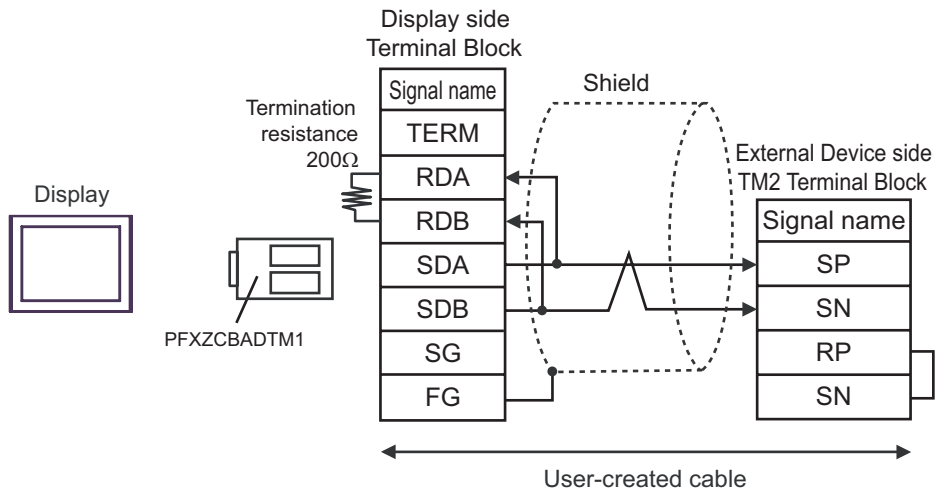 Display side
Terminal Block
Signal name
TERM
RDA
RDB
SDA
SDB
SG
FG
Termination
resistance
200Ω
Shield
External Device side
TM2 Terminal Block
Signal name
SP
SN
RP
SN
Display
PFXZCBADTM1
User-created cable